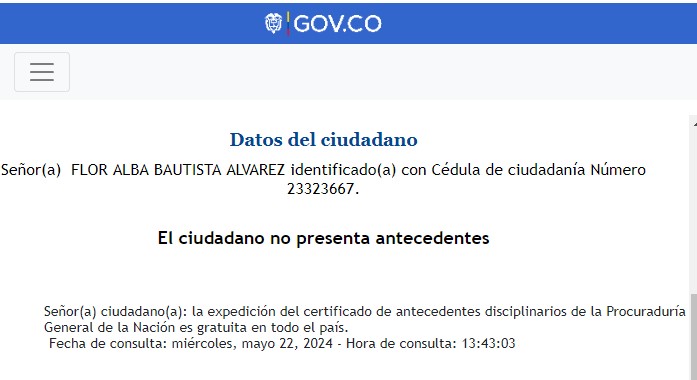 GOV.CO
Datos del ciudadano
Señor(a) FLOR ALBA BAUTISTA ALVAREZ identificado(a) con Cédula de ciudadanía Número
23323667.
El ciudadano no presenta antecedentes
Señor(a) ciudadano(a): la expedición del certificado de antecedentes disciplinarios de la Procuraduría
General de la Nación es gratuita en todo el país.
Fecha de consulta: miércoles, mayo 22, 2024 - Hora de consulta: 13:43:03